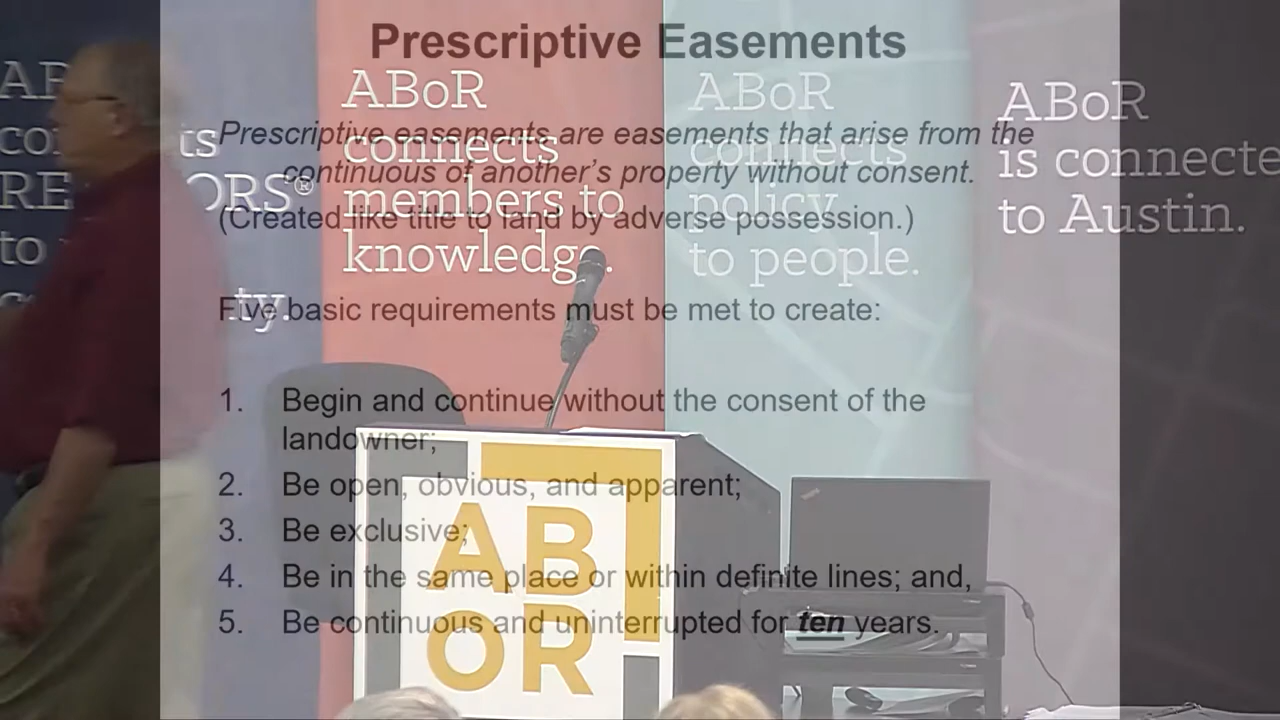 Prescriptive Easements
Prescriptive easements are easements that arise from the
continuous of another's property without consent.
(Created like title to land by adverse possession.)
Five basic requirements must be met to create:
1. Begin and continue without the consent of the
landowner;
2. Be open, obvious, and apparent;
3. Be exclusive;
4. Be in the same place or within definite lines; and,
5. Be continuous and uninterrupted for ten years.
ABoR
connects
members to
knowledge.
ABoR
connects
policy
to people.
ABoR
is connecte
to Austin.
AB
OR